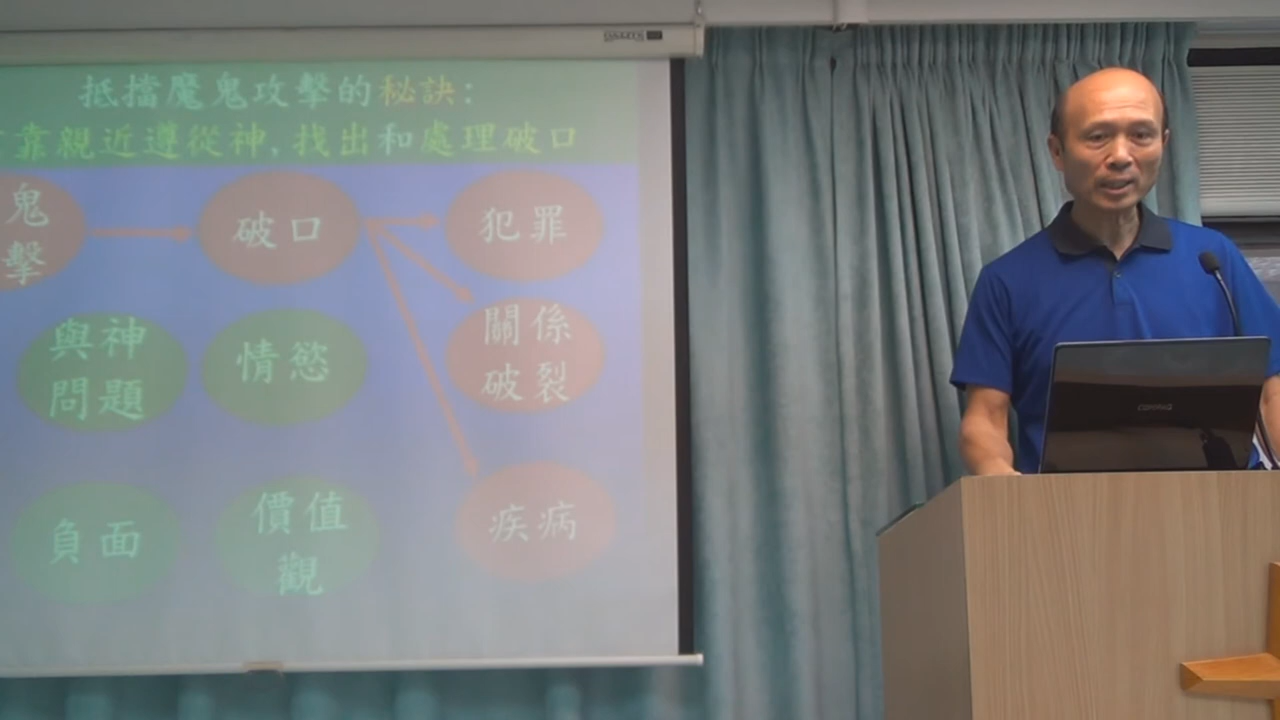 抵擋魔鬼攻擊的秘訣:
靠親近遵從神,找出和處理破口
鬼
擊
破口
犯罪
與神
問題
情慾
關係
破裂
負面
價值
觀
疾病